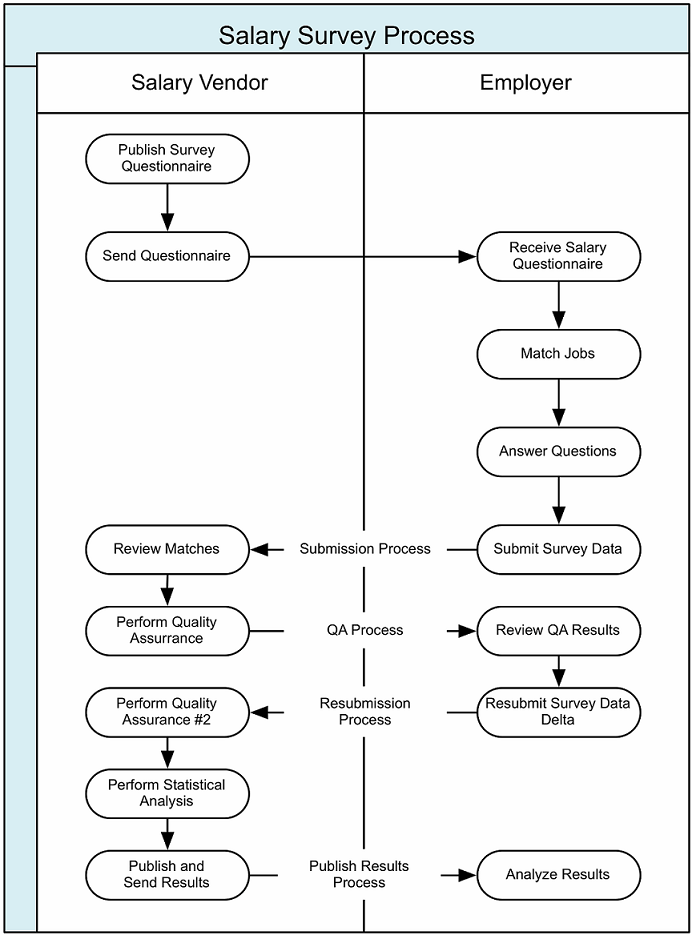 Salary Survey Process
Salary Vendor
Employer
Publish Survey
Questionnaire
Send Questionnaire
Receive Salary
Questionnaire
Match Jobs
Answer Questions
Review Matches
Submission Process
Submit Survey Data
Perform Quality
Assurrance
QA Process
Review QA Results
Perform Quality
Assurance #2
Resubmission
Process
Resubmit Survey Data
Delta
Perform Statistical
Analysis
Publish and
Send Results
Publish Results
Process
Analyze Results